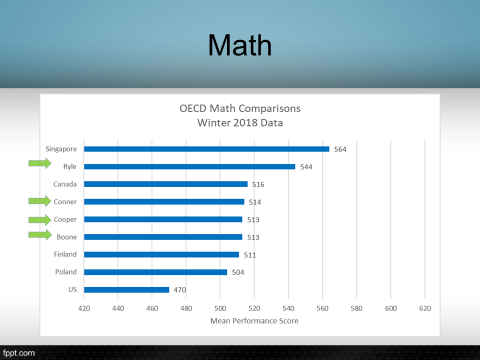 Math
OECD Math Comparisons
Winter 2018 Data
Singapore 564
Ryle 544
Canada 516
Conner 514
Cooper 513
Boone 513
Finland 511
Poland 504
US 470
420 440 460 480 500 520 540 560 580 600 620
Mean Performance Score
fppt.com